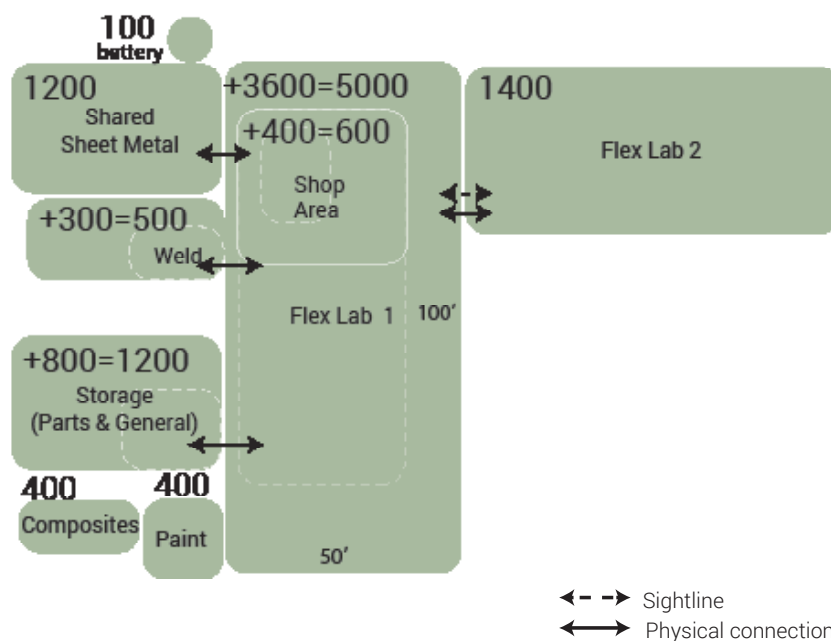 100
battery
1200
Shared
Sheet Metal
+3600=5000
+400=600
Shop
Area
1400
Flex Lab 2
+300=500
Weld
Flex Lab 1
100'
+800=1200
Storage
(Parts & General)
400
Composites
400
Paint
50'
Sightline
Physical connection